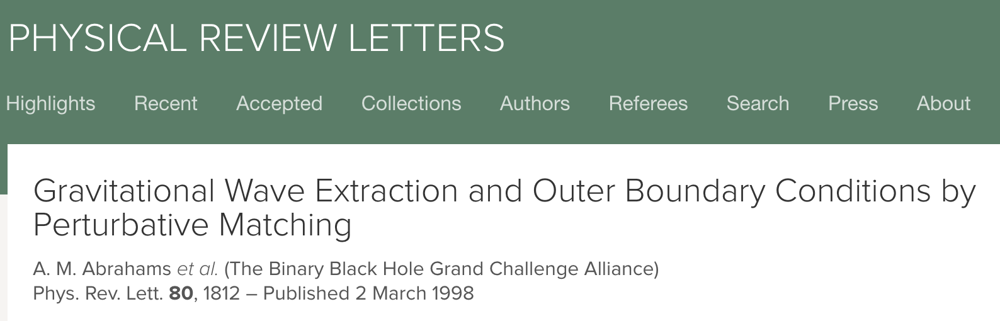 PHYSICAL REVIEW LETTERS
Highlights Recent Accepted Collections Authors Referees Search Press About
Gravitational Wave Extraction and Outer Boundary Conditions by
Perturbative Matching
A. M. Abrahams et al. (The Binary Black Hole Grand Challenge Alliance)
Phys. Rev. Lett. 80, 1812 – Published 2 March 1998